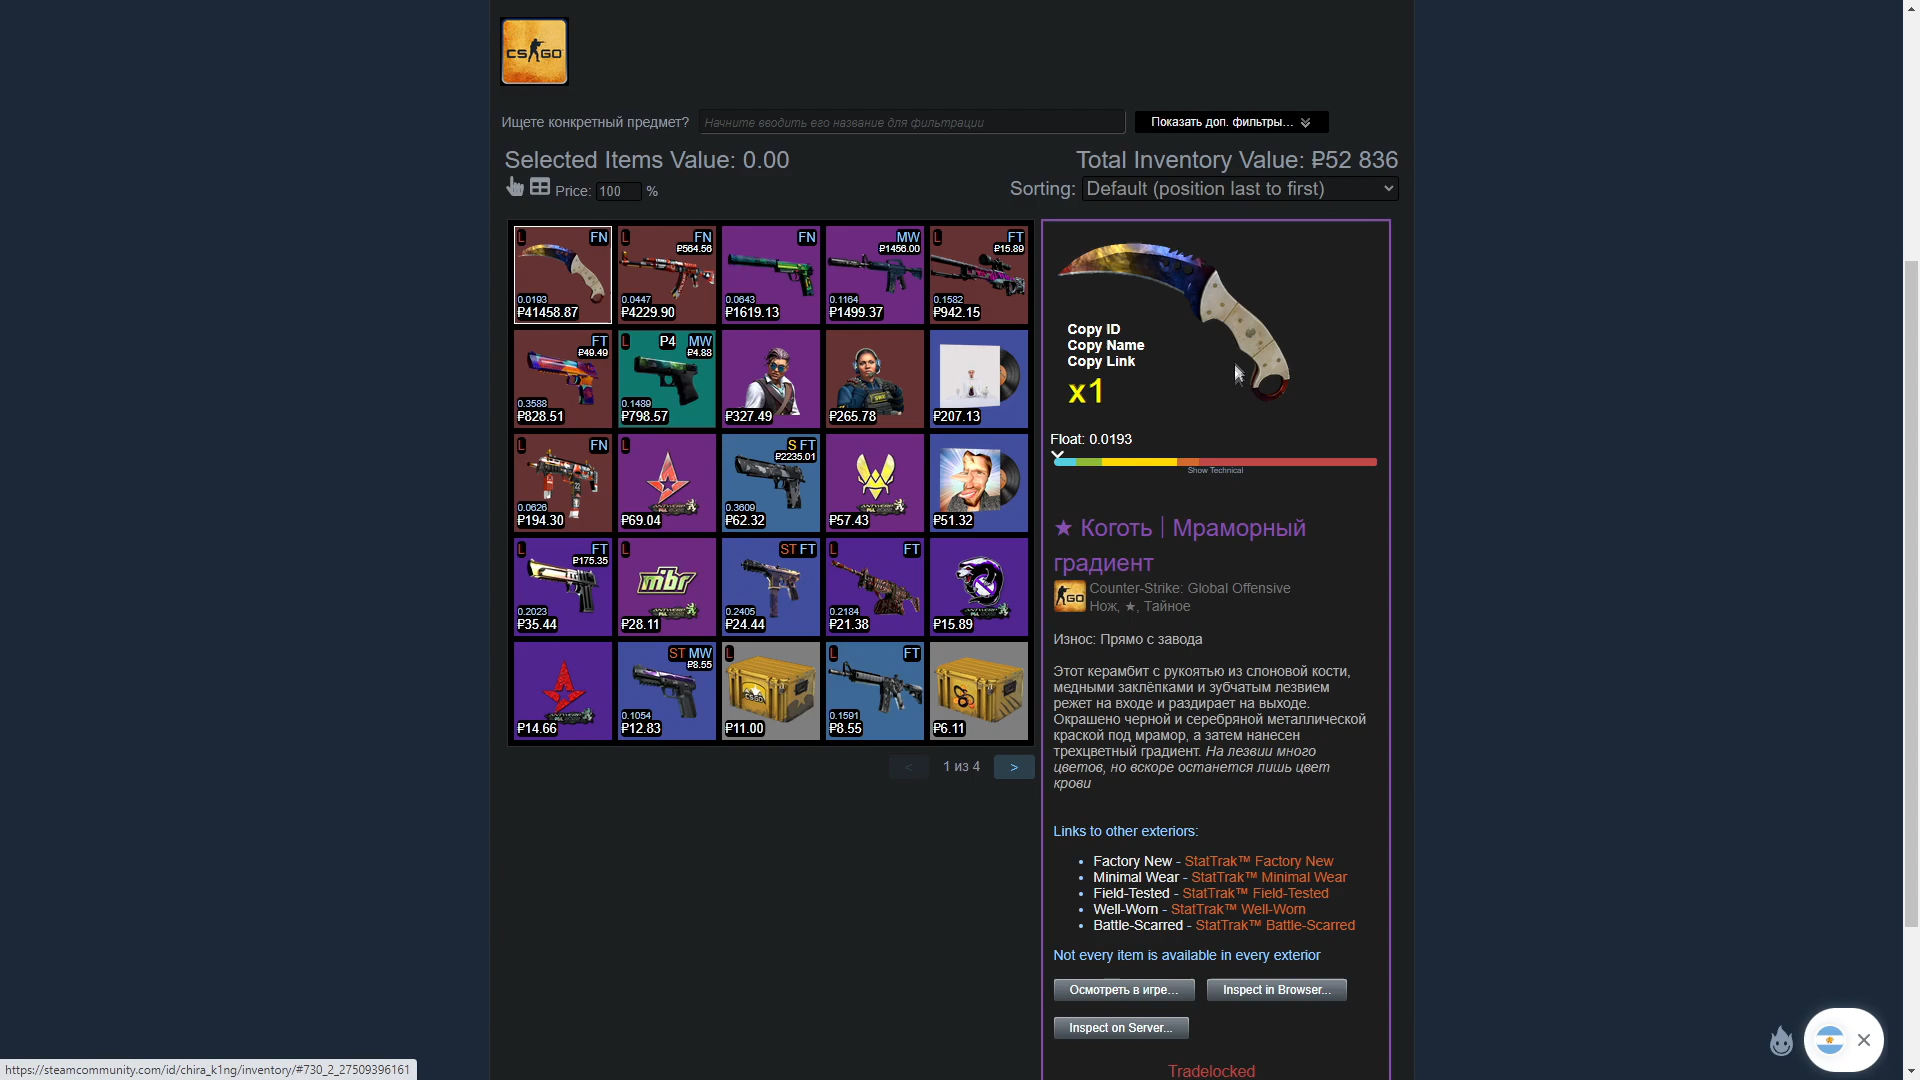 CS GO
Ищете конкретный предмет?
Начните вводить его название для фильтрации
Показать доп. фильтры...
Selected Items Value: 0.00
Total Inventory Value: ₽52 836
Price: 100 %
Sorting: Default (position last to first)
L FN
0.0193
₽41458.87
L FN
₽564.56
0.0447
₽4229.90
FN
0.0643
₽1619.13
MW
₽1456.00
0.1164
₽1499.37
L FT
₽15.89
0.1582
₽942.15
FT
₽49.49
0.3588
₽828.51
L P4 MW
₽4.88
0.1489
₽798.57
₽327.49
₽265.78
₽207.13
L FN
0.0626
₽194.30
L
₽69.04
S FT
₽2235.01
0.3609
₽62.32
₽57.43
₽51.32
L FT
₽175.35
0.2023
₽35.44
L
mbr
₽28.11
ST FT
0.2405
₽24.44
L FT
0.2184
₽21.38
₽15.89
₽14.66
ST MW
₽8.55
0.1054
₽12.83
L
CS:GO
₽11.00
L FT
0.1591
₽8.55
₽6.11
<
1 из 4
>
Copy ID
Copy Name
Copy Link
x1
Float: 0.0193
Show Technical
★ Коготь | Мраморный
градиент
GO
Counter-Strike: Global Offensive
Нож, ★, Тайное
Износ: Прямо с завода
Этот керамбит с рукоятью из слоновой кости,
медными заклёпками и зубчатым лезвием
режет на входе и раздирает на выходе.
Окрашено черной и серебряной металлической
краской под мрамор, а затем нанесен
трехцветный градиент. На лезвии много
цветов, но вскоре останется лишь цвет
крови
Links to other exteriors:
• Factory New - StatTrak™ Factory New
• Minimal Wear - StatTrak™ Minimal Wear
• Field-Tested - StatTrak™ Field-Tested
• Well-Worn - StatTrak™ Well-Worn
• Battle-Scarred - StatTrak™ Battle-Scarred
Not every item is available in every exterior
Осмотреть в игре...
Inspect in Browser...
Inspect on Server...
Tradelocked
https://steamcommunity.com/id/chira_k1ng/inventory/#730_2_27509396161